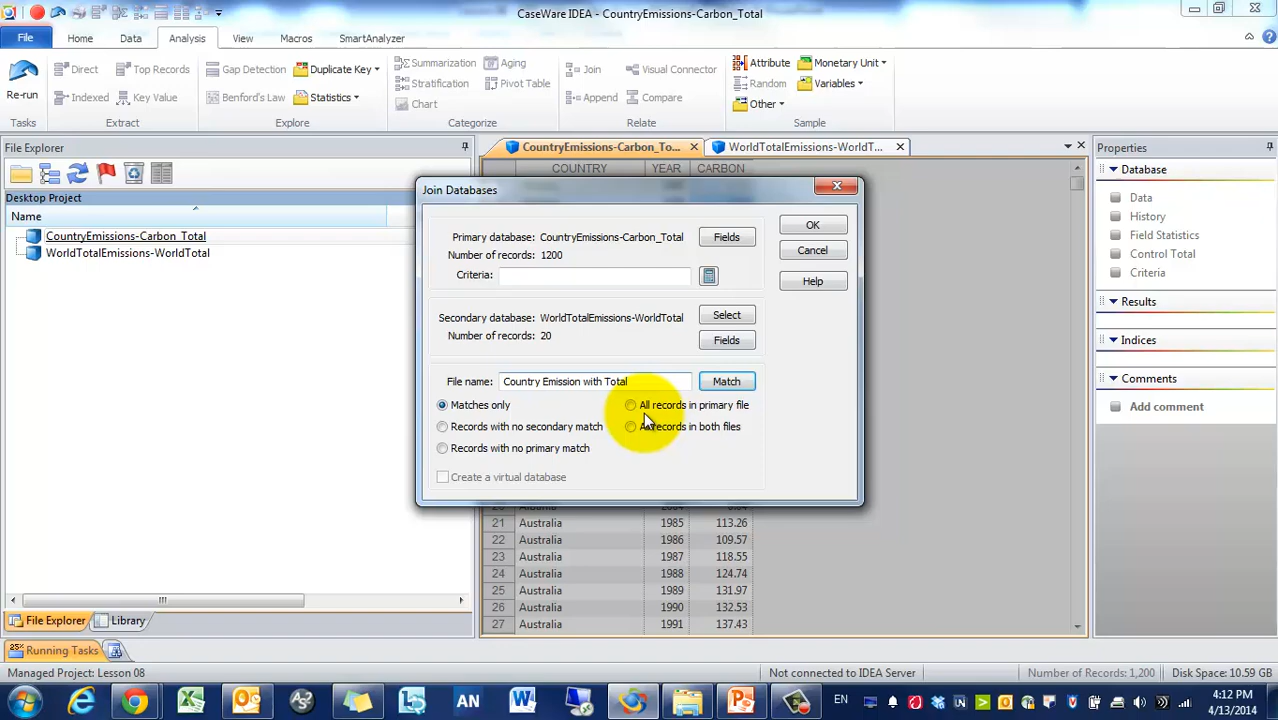 CaseWare IDEA - CountryEmissions-Carbon_Total
File
Home
Data
Analysis
View
Macros
SmartAnalyzer
Re-run
Tasks
Direct
Top Records
Indexed
Key Value
Extract
Gap Detection
Duplicate Key
Benford's Law
Statistics
Explore
Summarization
Aging
Stratification
Pivot Table
Chart
Categorize
Join
Visual Connector
Append
Compare
Relate
Attribute
Monetary Unit
Random
Variables
Other
Sample
File Explorer
Desktop Project
Name
CountryEmissions-Carbon_Total
WorldTotalEmissions-WorldTotal
File Explorer
Library
CountryEmissions-Carbon_To...
WorldTotalEmissions-WorldT...
COUNTRY YEAR CARBON
Join Databases
Primary database: CountryEmissions-Carbon_Total
Fields
Number of records: 1200
Criteria:
Secondary database: WorldTotalEmissions-WorldTotal
Select
Number of records: 20
Fields
File name: Country Emission with Total
Match
Matches only
All records in primary file
Records with no secondary match
All records in both files
Records with no primary match
Create a virtual database
OK
Cancel
Help
21 Australia 1985 113.26
22 Australia 1986 109.57
23 Australia 1987 118.55
24 Australia 1988 124.74
25 Australia 1989 131.97
26 Australia 1990 132.53
27 Australia 1991 137.43
Properties
Database
Data
History
Field Statistics
Control Total
Criteria
Results
Indices
Comments
Add comment
Running Tasks
Managed Project: Lesson 08
Not connected to IDEA Server
Number of Records: 1,200
Disk Space: 10.59 GB
AN
EN
4:12 PM
4/13/2014